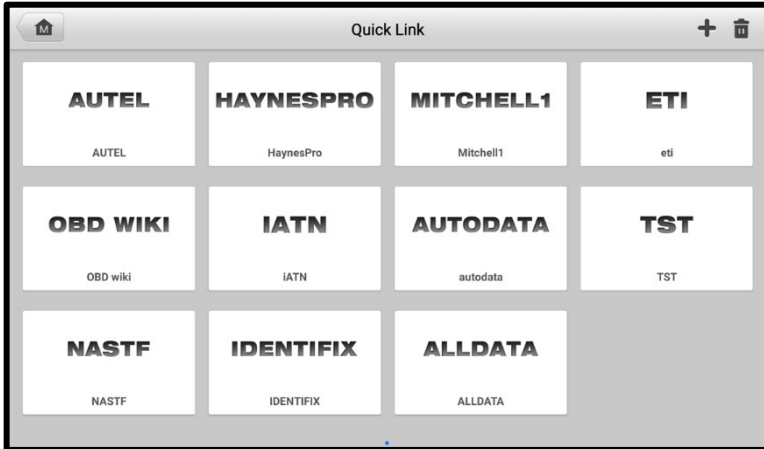 M
Quick Link
AUTEL
AUTEL
HAYNESPRO
HaynesPro
MITCHELL1
Mitchell1
ETI
eti
OBD WIKI
OBD wiki
IATN
iATN
AUTODATA
autodata
TST
TST
NASTF
NASTF
IDENTIFIX
IDENTIFIX
ALLDATA
ALLDATA